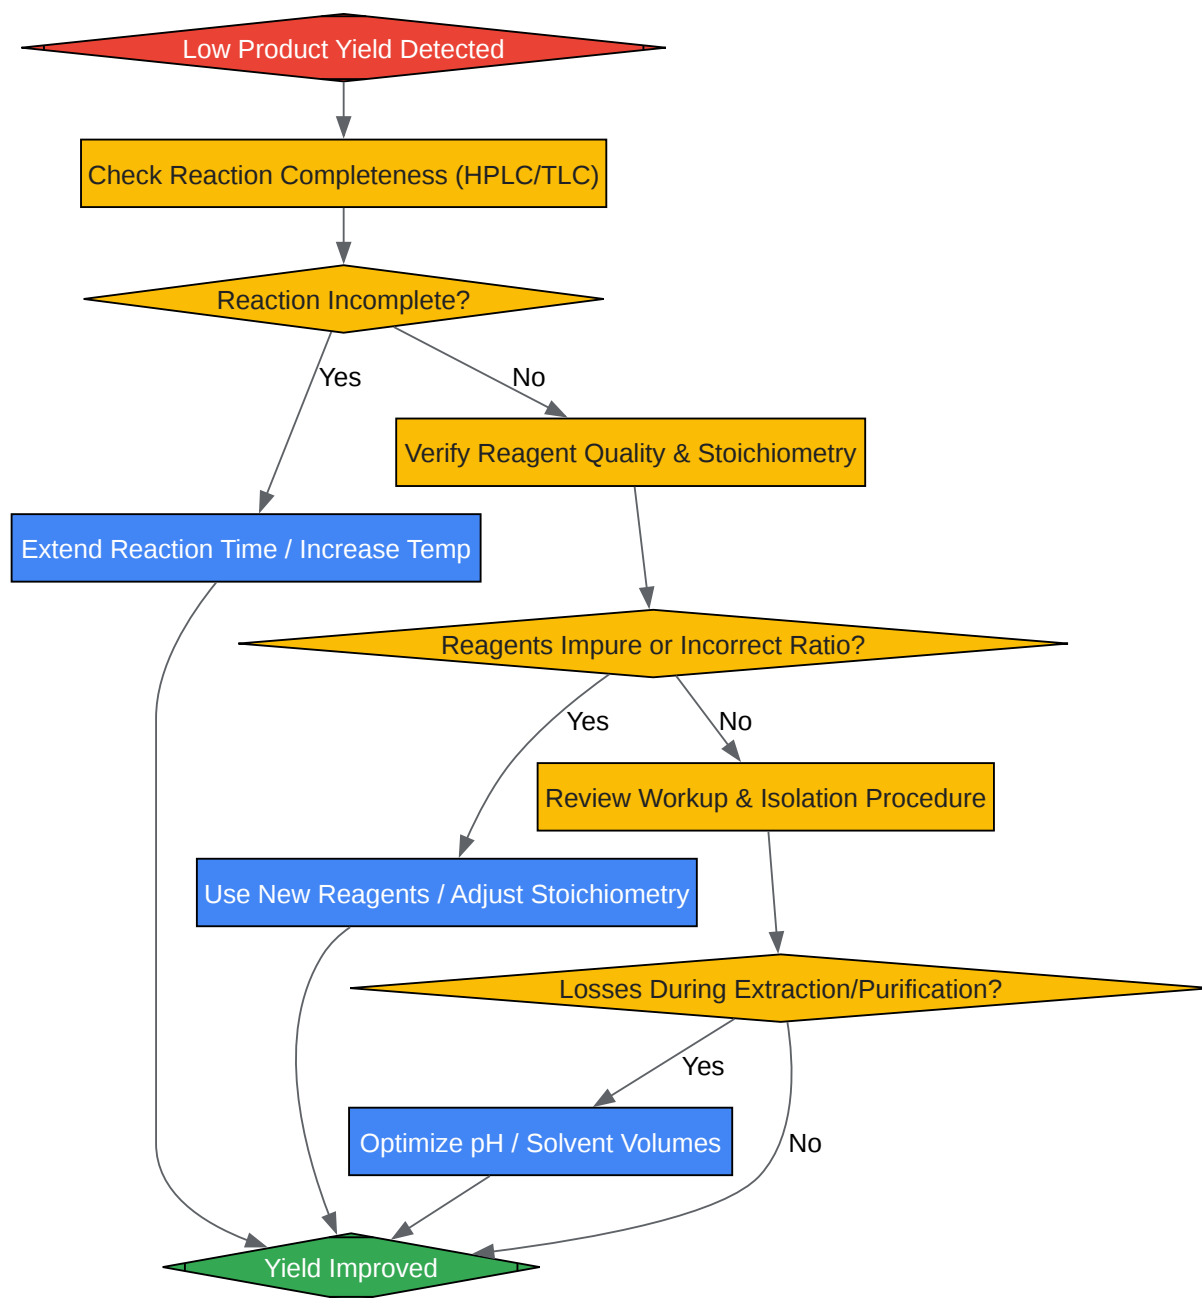 Low Product Yield Detected
Check Reaction Completeness (HPLC/TLC)
Reaction Incomplete?
Yes
No
Verify Reagent Quality & Stoichiometry
Extend Reaction Time / Increase Temp
Reagents Impure or Incorrect Ratio?
Yes
No
Review Workup & Isolation Procedure
Use New Reagents / Adjust Stoichiometry
Losses During Extraction/Purification?
Yes
Optimize pH / Solvent Volumes
No
Yield Improved